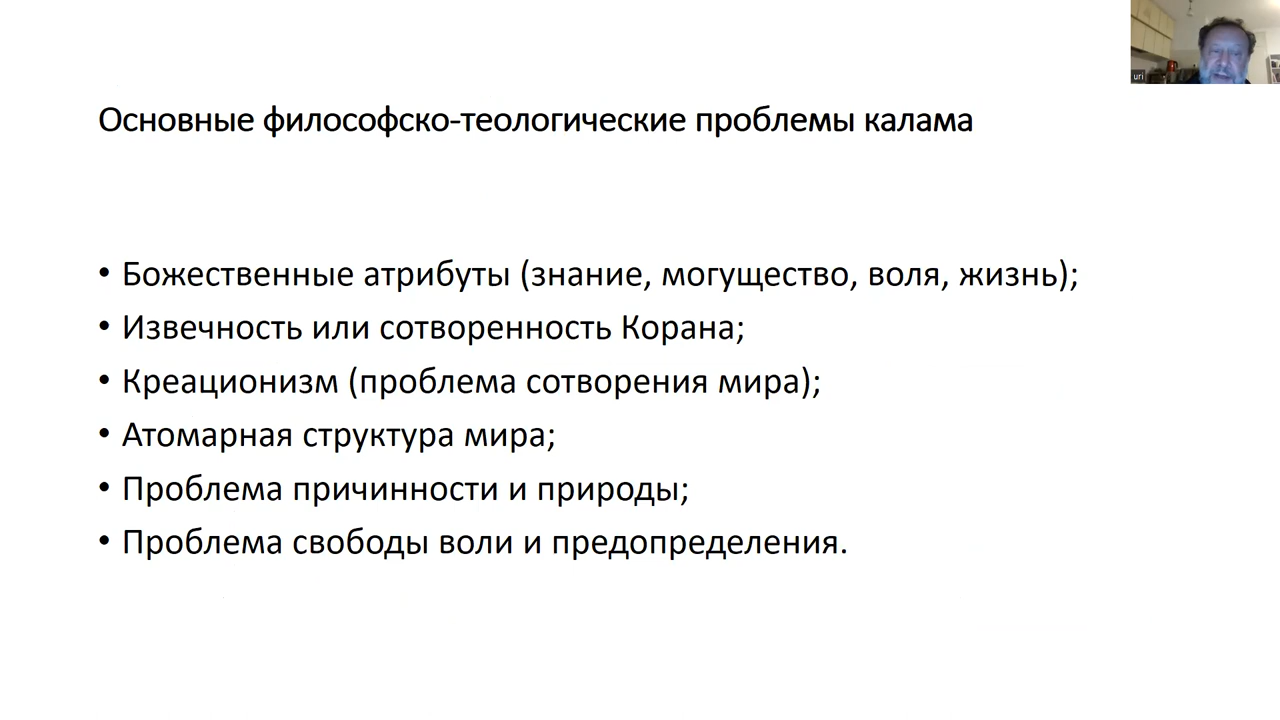 uri
Основные философско-теологические проблемы калама
• Божественные атрибуты (знание, могущество, воля, жизнь);
• Извечность или сотворенность Корана;
• Креационизм (проблема сотворения мира);
• Атомарная структура мира;
• Проблема причинности и природы;
• Проблема свободы воли и предопределения.